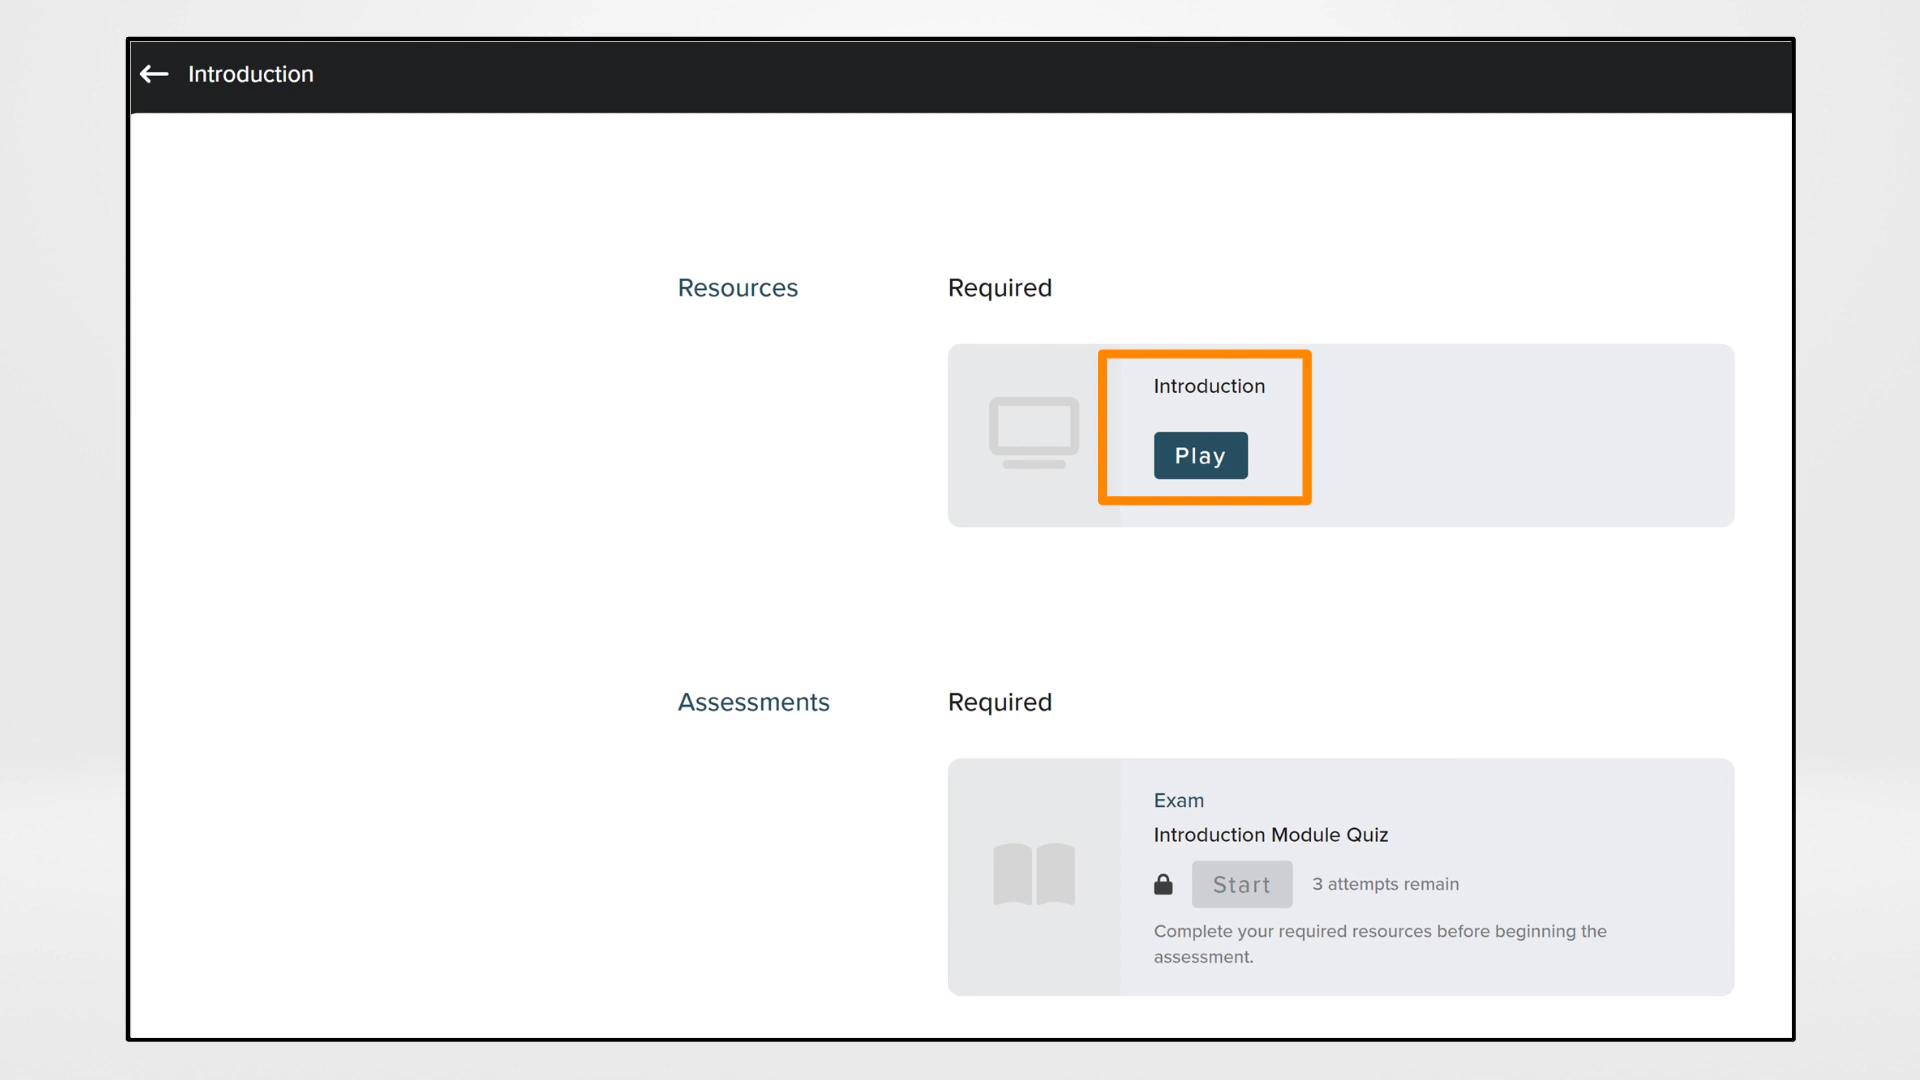 Introduction
Resources
Required
Introduction
Play
Assessments
Required
Exam
Introduction Module Quiz
Start
3 attempts remain
Complete your required resources before beginning the
assessment.